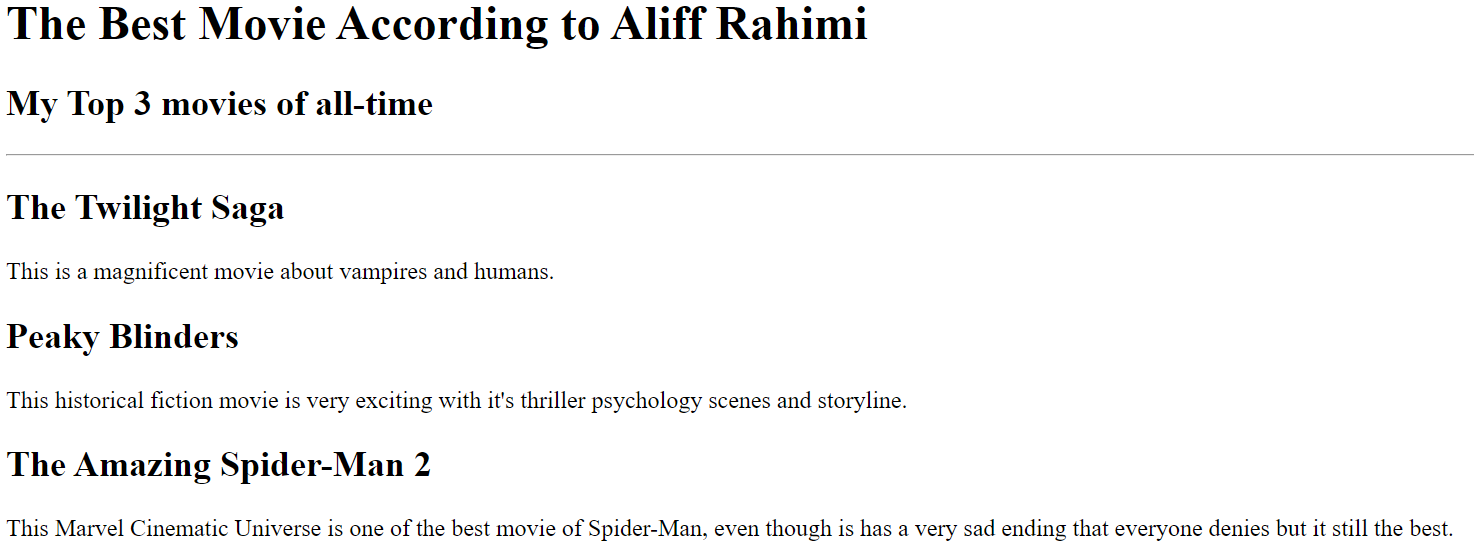 The Best Movie According to Aliff Rahimi
My Top 3 movies of all-time
The Twilight Saga
This is a magnificent movie about vampires and humans.
Peaky Blinders
This historical fiction movie is very exciting with it's thriller psychology scenes and storyline.
The Amazing Spider-Man 2
This Marvel Cinematic Universe is one of the best movie of Spider-Man, even though is has a very sad ending that everyone denies but it still the best.